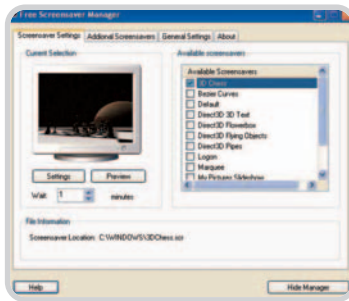 Free Screensaver Manager
Screensaver Settings
Addional Screensavers
General Settings
About
Current Selection
Settings
Preview
Wait
1
minutes
Available screensavers
Available Screensavers
3D Chess
Bezier Curves
Default
Direct3D 3D Text
Direct3D Flowerbox
Direct3D Flying Objects
Direct3D Pipes
Logon
Marquee
My Pictures Slideshow
File Information
Screensaver Location: C:\WINDOWS\3DChess.scr
Help
Hide Manager